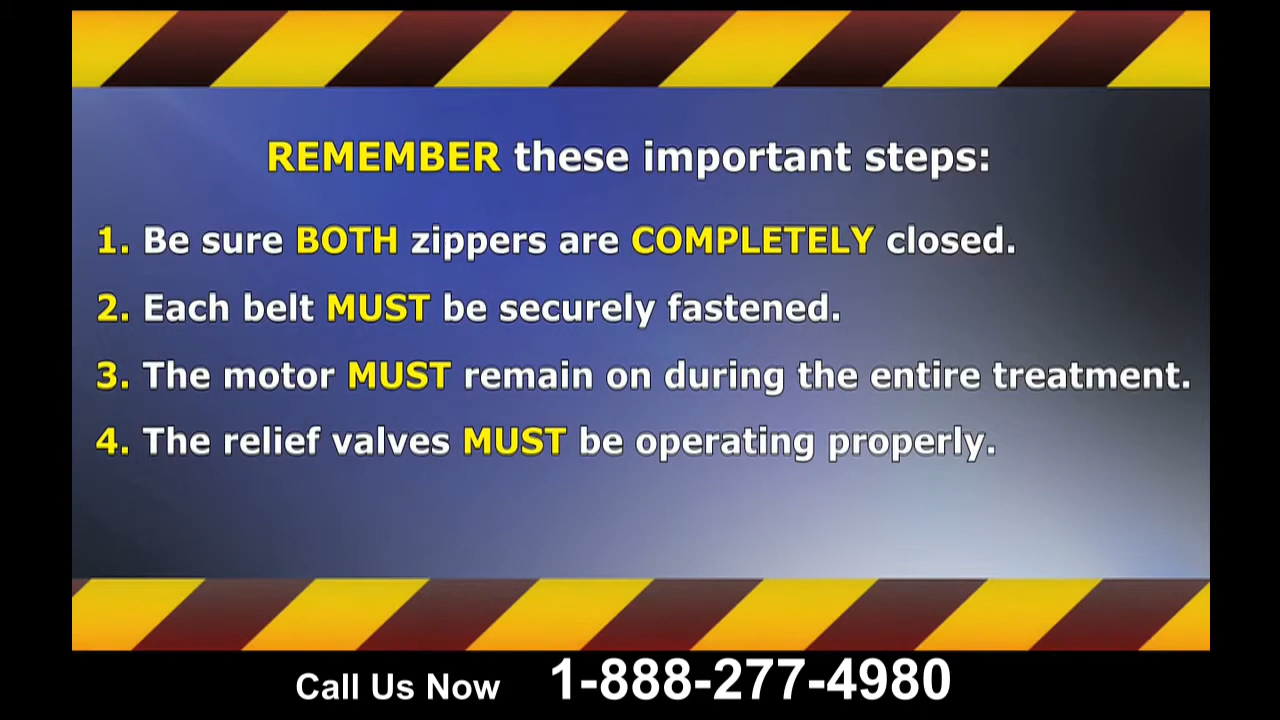 REMEMBER these important steps:
1. Be sure BOTH zippers are COMPLETELY closed.
2. Each belt MUST be securely fastened.
3. The motor MUST remain on during the entire treatment.
4. The relief valves MUST be operating properly.
Call Us Now 1-888-277-4980